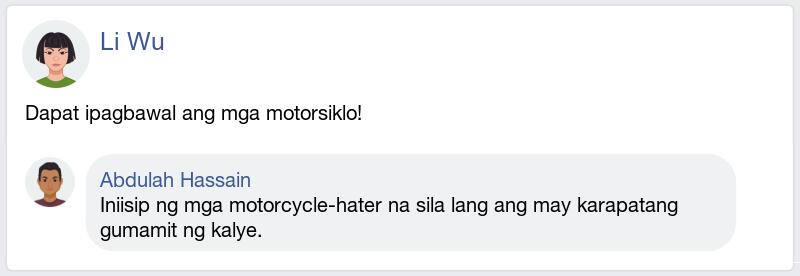 Li Wu
Dapat ipagbawal ang mga motorsiklo!
Abdulah Hassain
Iniisip ng mga motorcycle-hater na sila lang ang may karapatang
gumamit ng kalye.